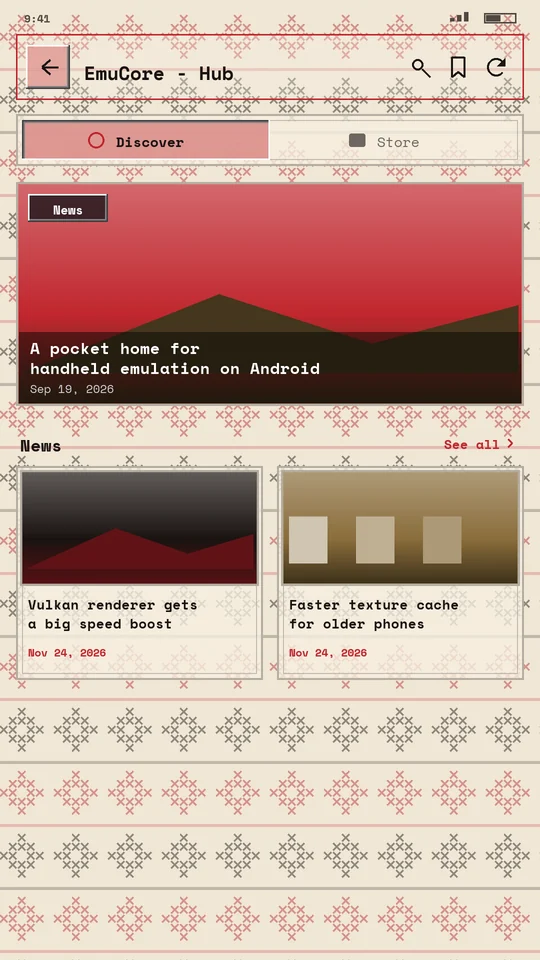 9:41
EmuCore - Hub
Discover
Store
News
A pocket home for
handheld emulation on Android
Sep 19, 2026
News
See all
Vulkan renderer gets
a big speed boost
Nov 24, 2026
Faster texture cache
for older phones
Nov 24, 2026